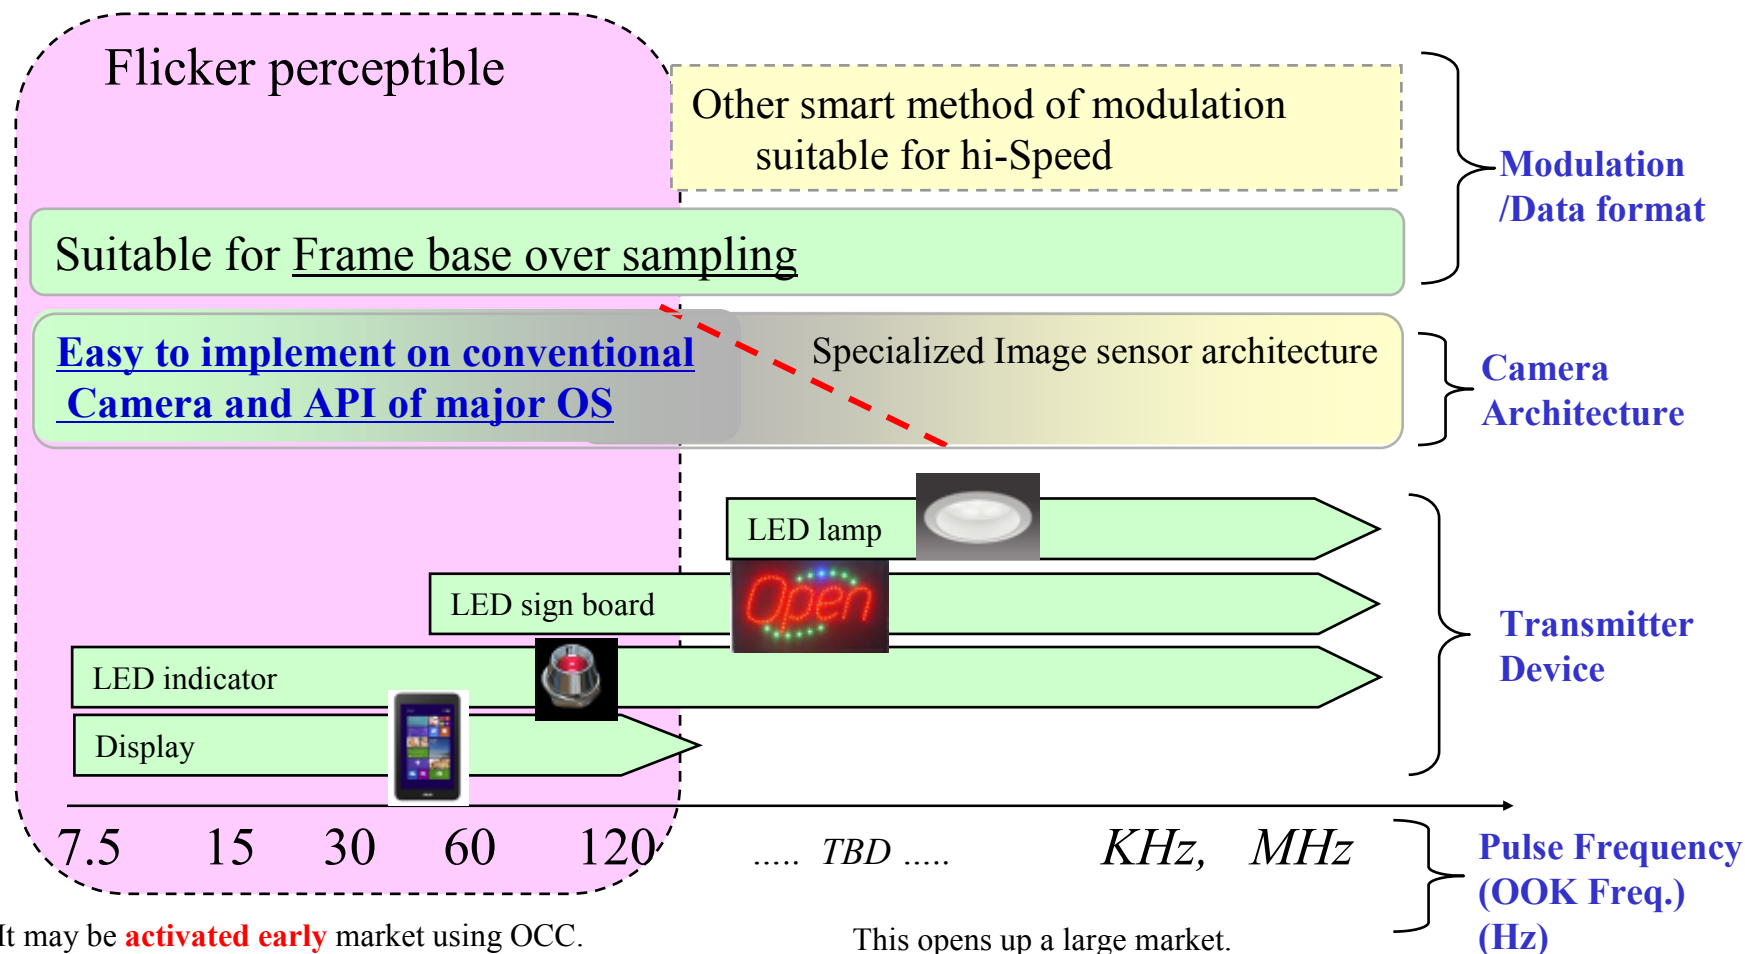 Flicker perceptible
Other smart method of modulation
suitable for hi-Speed
Modulation
/Data format
Suitable for Frame base over sampling
Easy to implement on conventional
Camera and API of major OS
Specialized Image sensor architecture
Camera
Architecture
LED lamp
LED sign board
Open
LED indicator
Display
Transmitter
Device
7.5 15 30 60 120 ..... TBD ..... KHz, MHz
Pulse Frequency
(OOK Freq.)
(Hz)
It may be activated early market using OCC.
This opens up a large market.